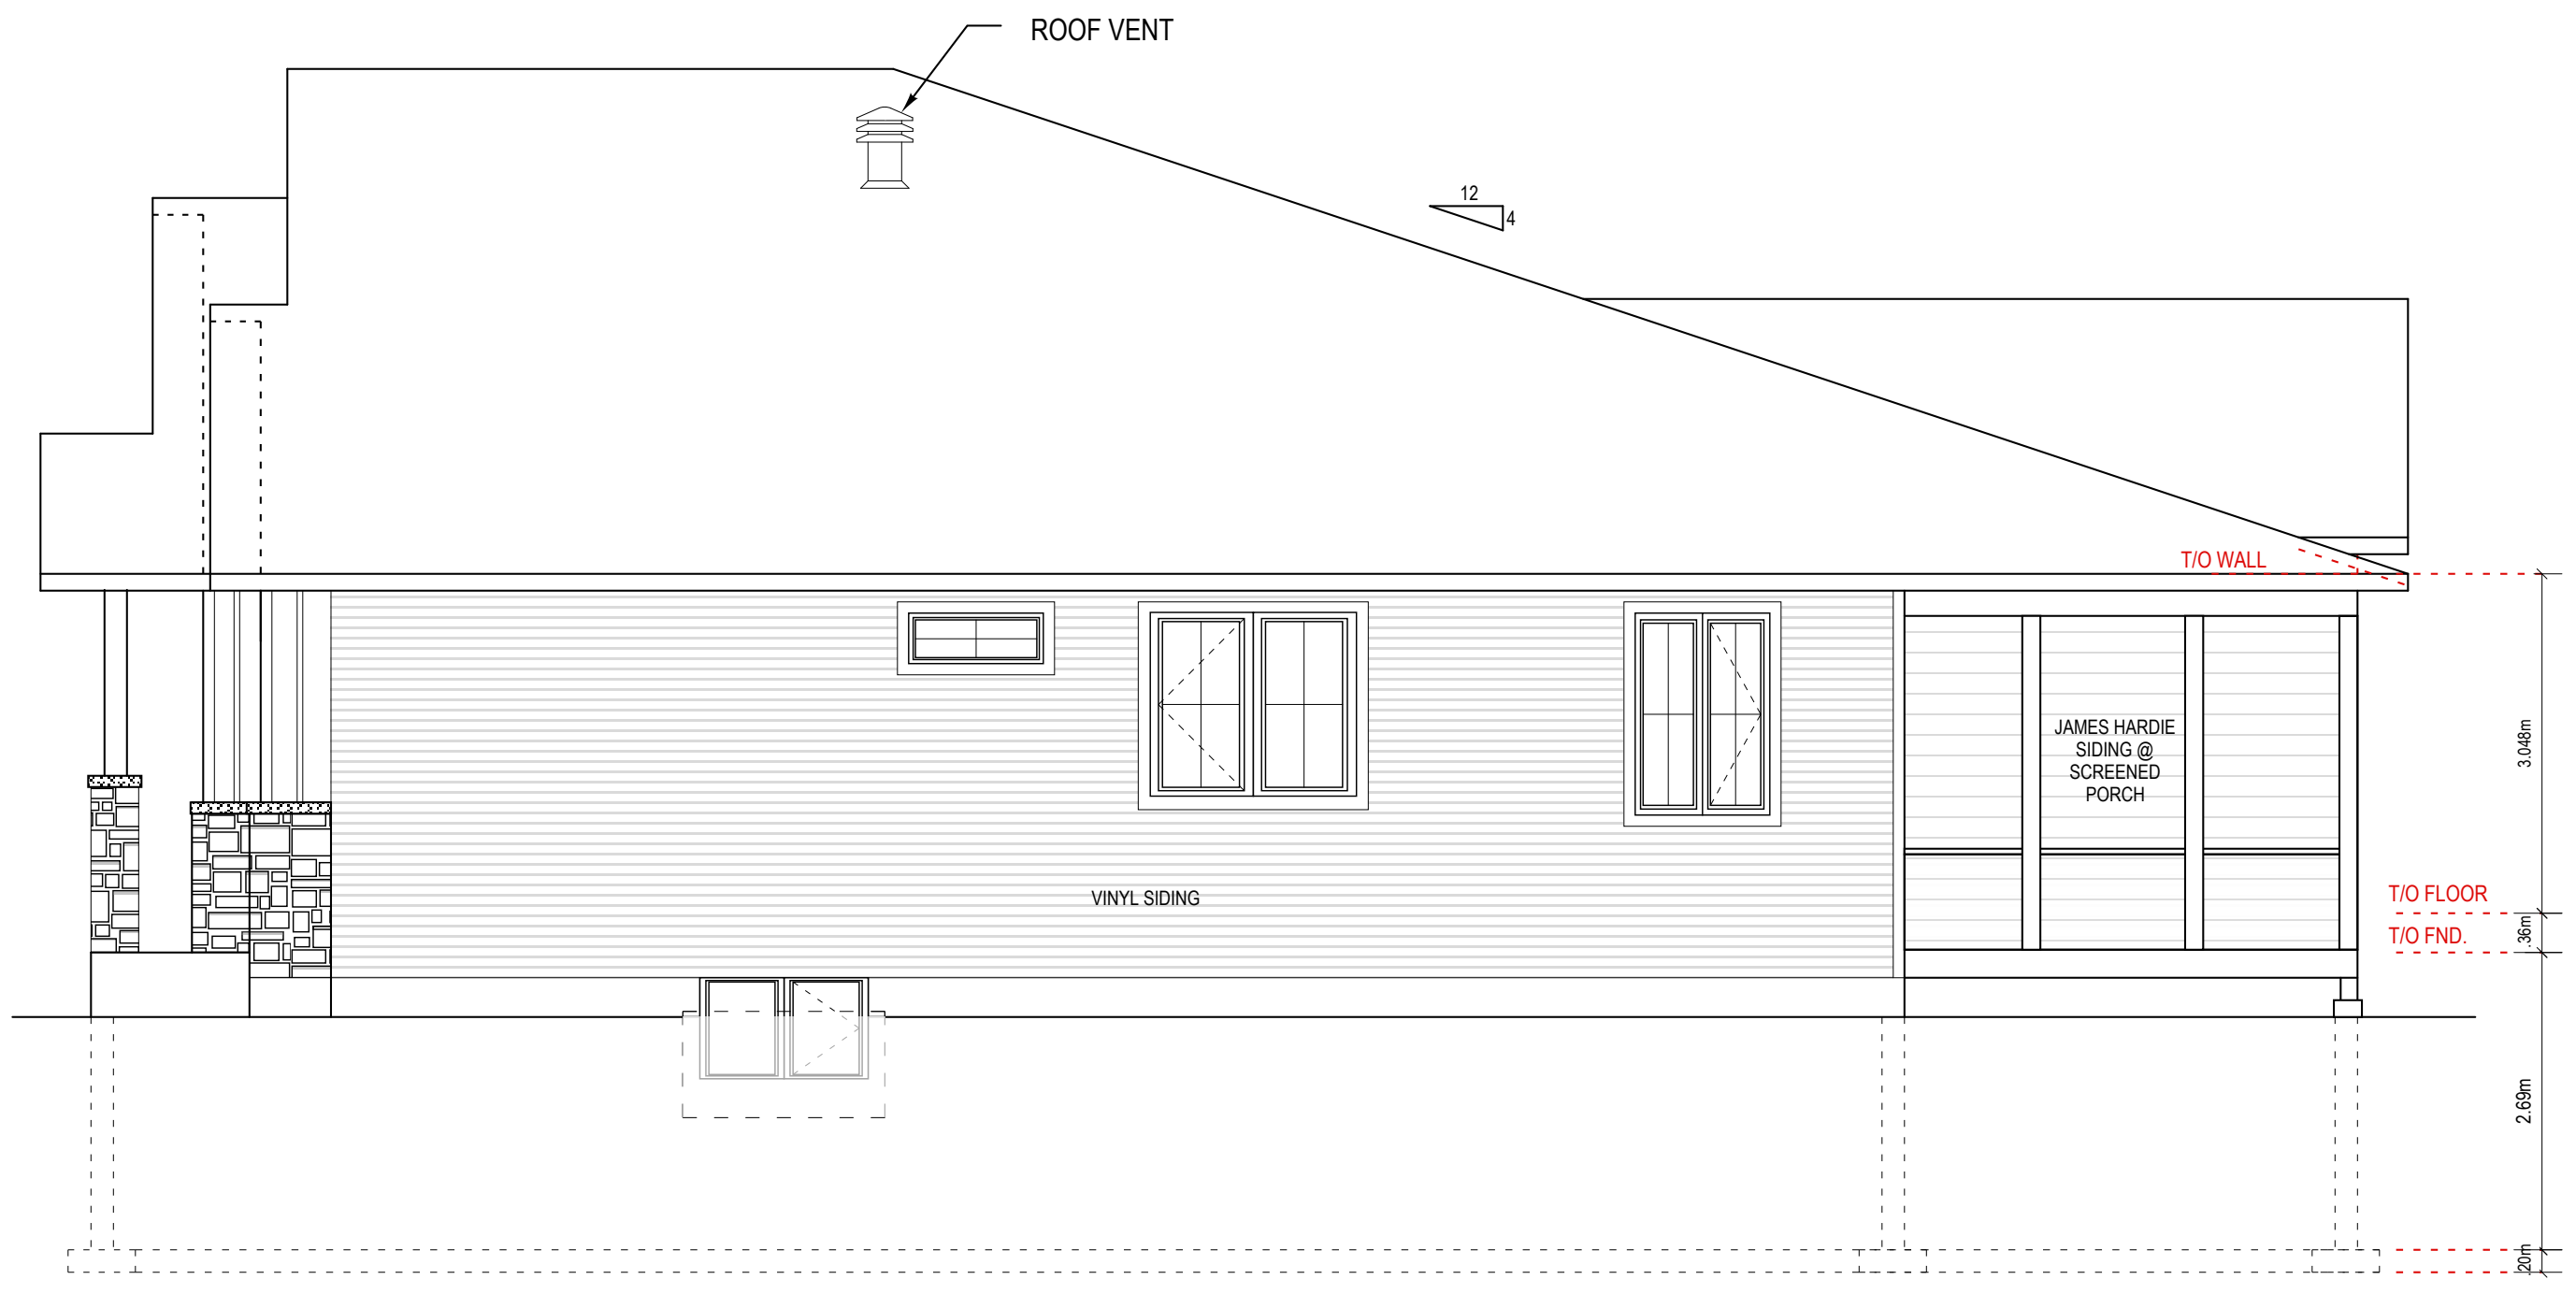 ROOF VENT
12
4
T/O WALL
JAMES HARDIE
SIDING @
SCREENED
PORCH
3.048m
VINYL SIDING
T/O FLOOR
.36m
T/O FND.
2.69m
.20m